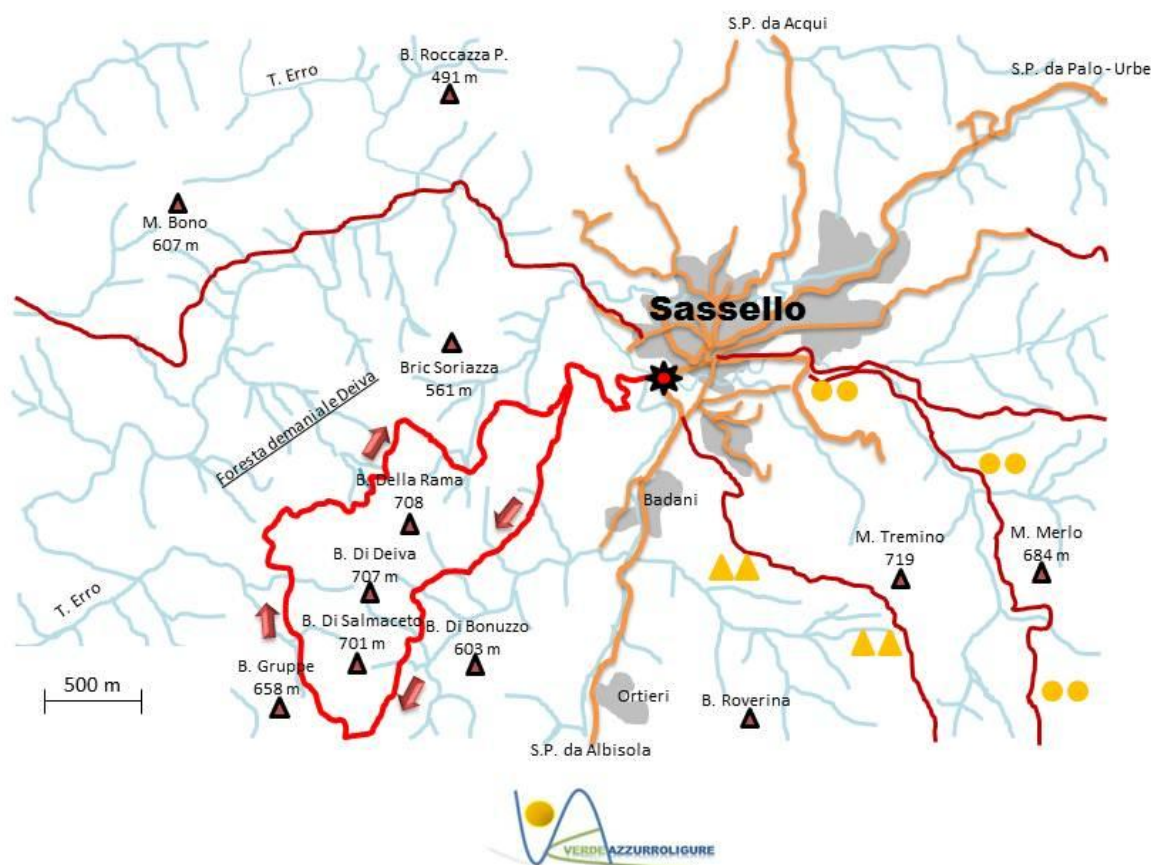 S.P. da Acqui
B. Roccazza P.
491 m
T. Erro
S.P. da Palo - Urbe
M. Bono
607 m
Sassello
Bric Soriazza
561 m
Foresta demaniale Deiva
B. Della Rama
708
Badani
M. Tremino
719
M. Merlo
684 m
B. Di Deiva
707 m
T. Erro
B. Di Salmaceto
701 m
B. Di Bonuzzo
603 m
B. Gruppe
658 m
500 m
Ortieri
B. Roverina
S.P. da Albisola
VERDEAZZURROLIGURE